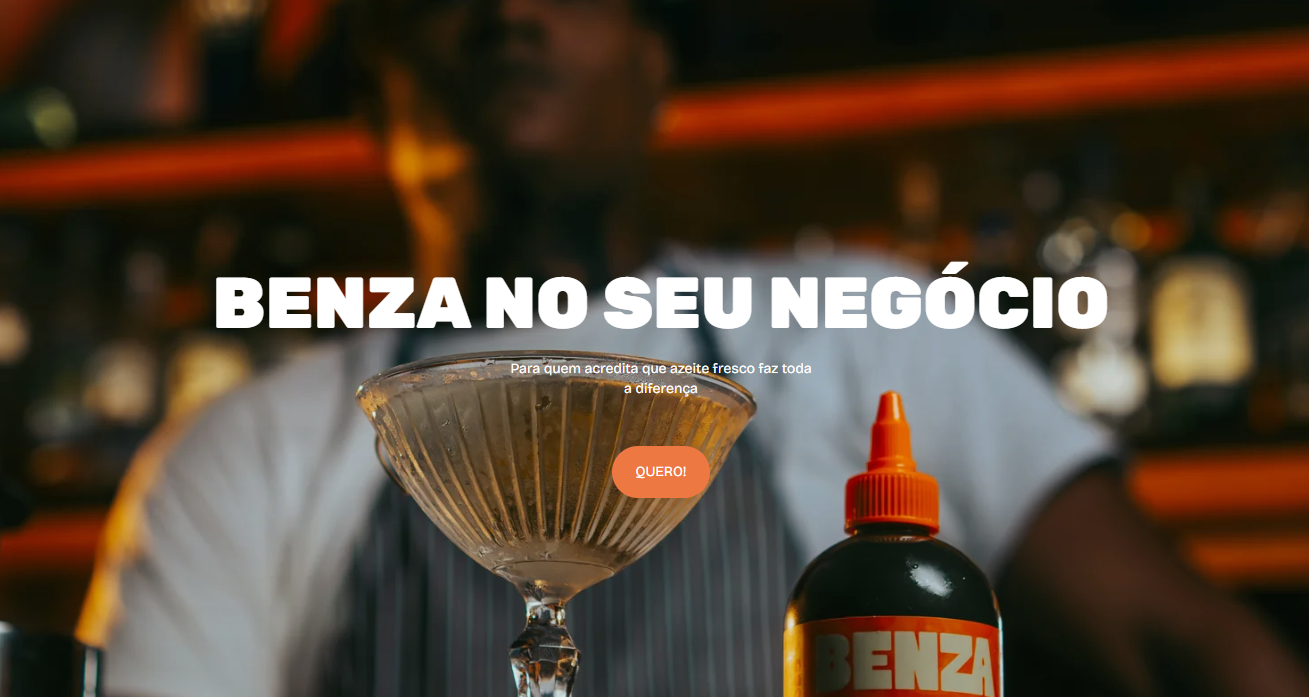 BENZA NO SEU NEGÓCIO
Para quem acredita que azeite fresco faz toda
a diferença
QUERO!
BENZA